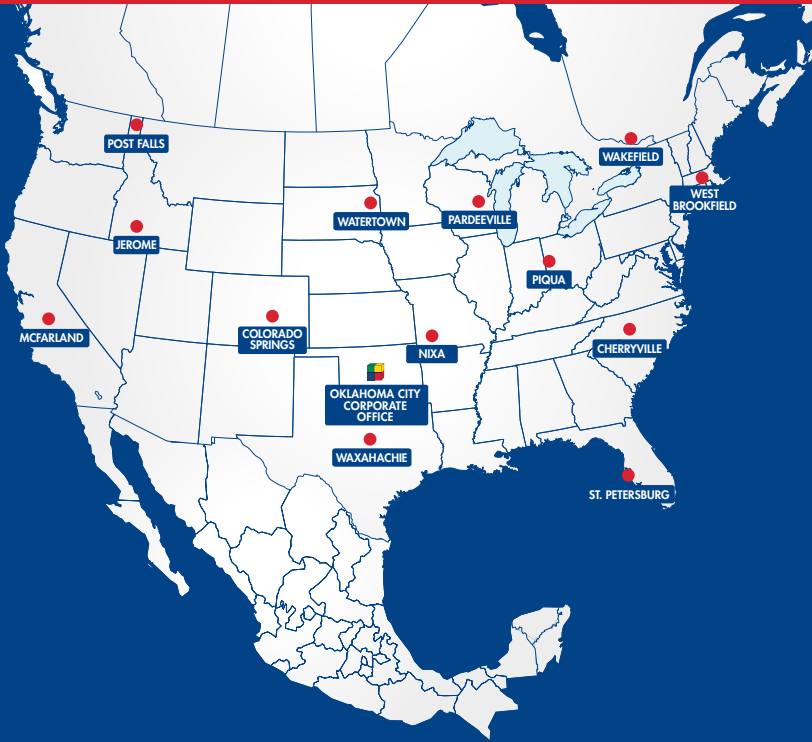 POST FALLS
WAKEFIELD
WEST
BROOKFIELD
WATERTOWN
PARDEEVILLE
JEROME
PIQUA
MCFARLAND
COLORADO
SPRINGS
NIXA
CHERRYVILLE
OKLAHOMA CITY
CORPORATE
OFFICE
WAXAHACHIE
ST. PETERSBURG